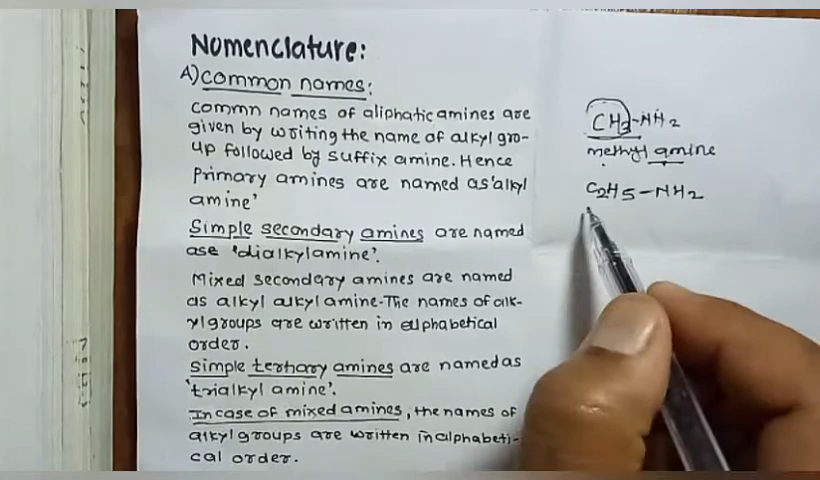 Nomenclature:
A) common names:
commn names of aliphatic amines are
given by writing the name of alkyl gro-
up followed by suffix amine. Hence
Primary amines are named as 'alkyl
amine'
Simple secondary amines are named
ase 'dialkylamine'.
Mixed secondary amines are named
as alkyl alkyl amine. The names of alk-
yl groups are written in alphabetical
order.
Simple tertary amines are named as
'trialkyl amine'.
In case of mixed amines, the names of
alkyl groups are written in alphabeti-
cal order.
CH3-NH2
methyl amine
C2H5-NH2